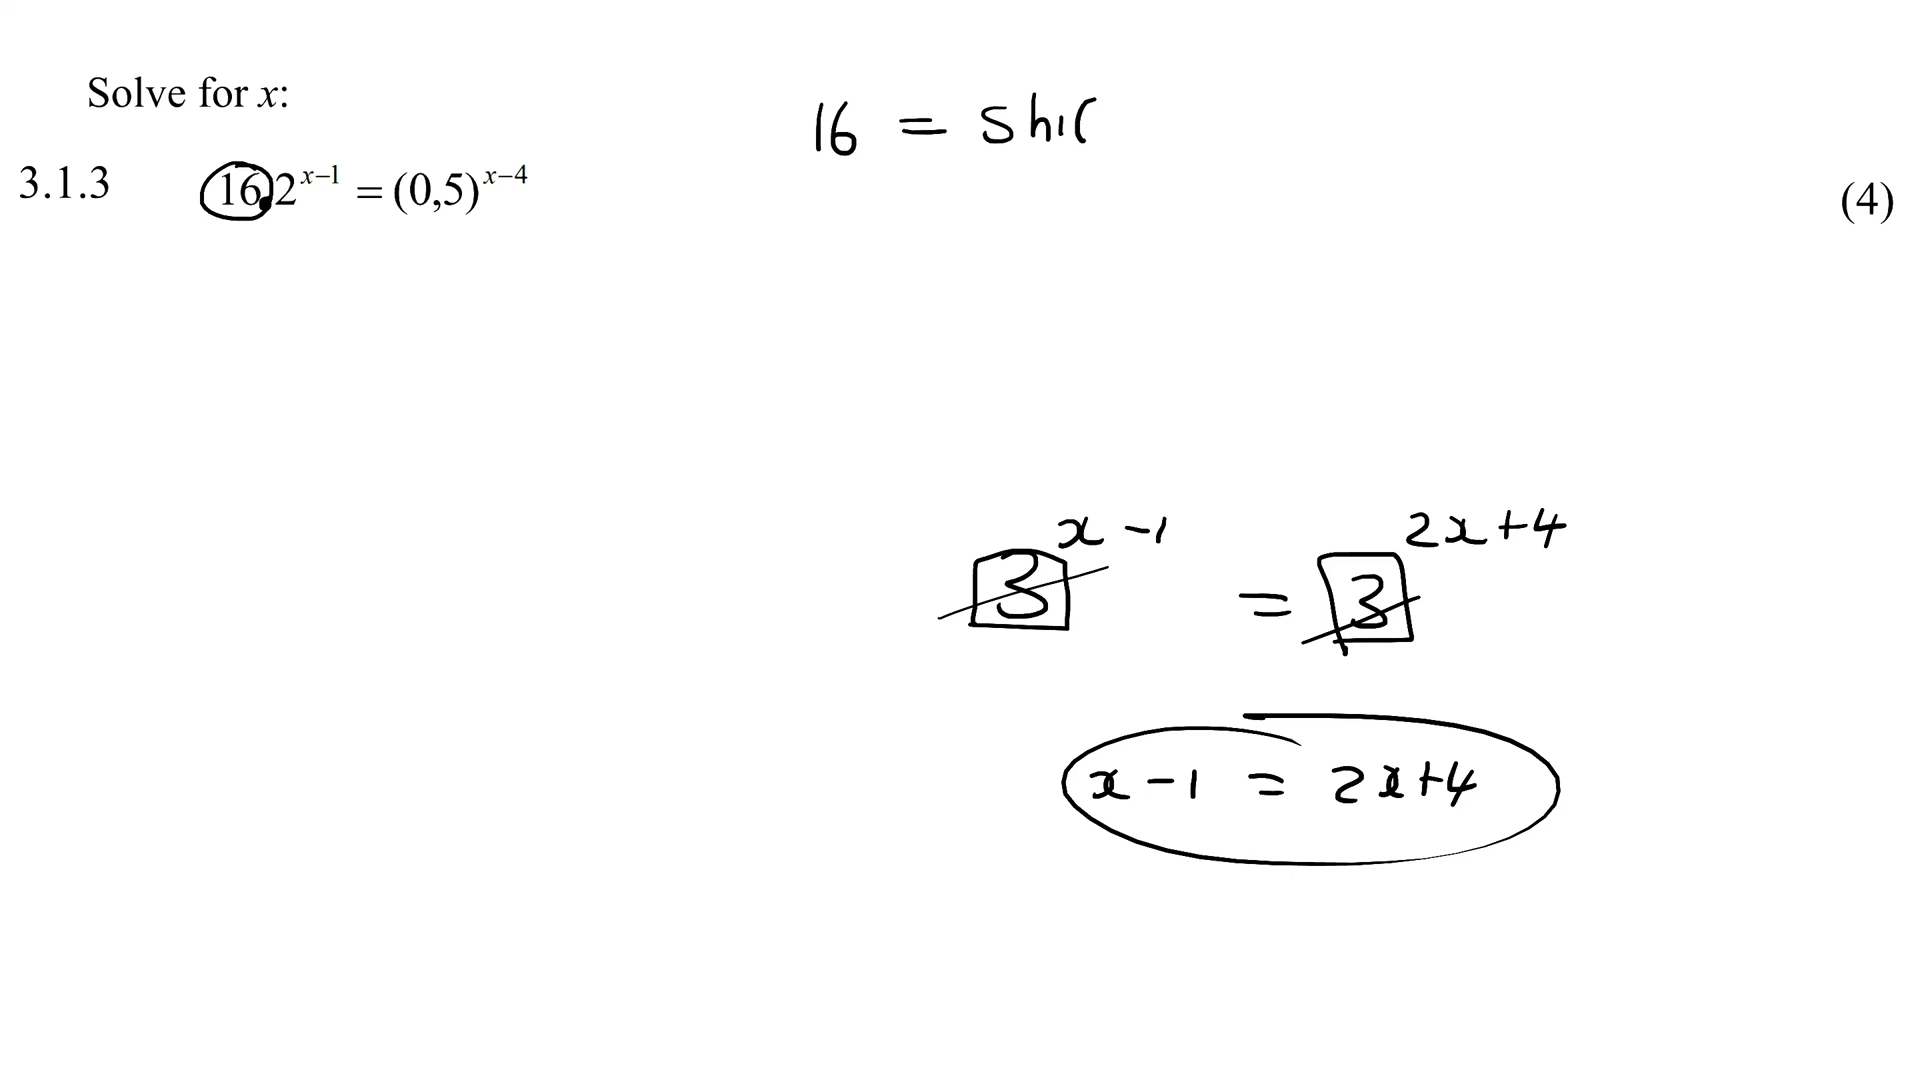 Solve for x:
16 = shi(
3.1.3 16.2^{x−1} = (0,5)^{x−4} (4)
3^{x−1} = 3^{2x+4}
x−1 = 2x+4